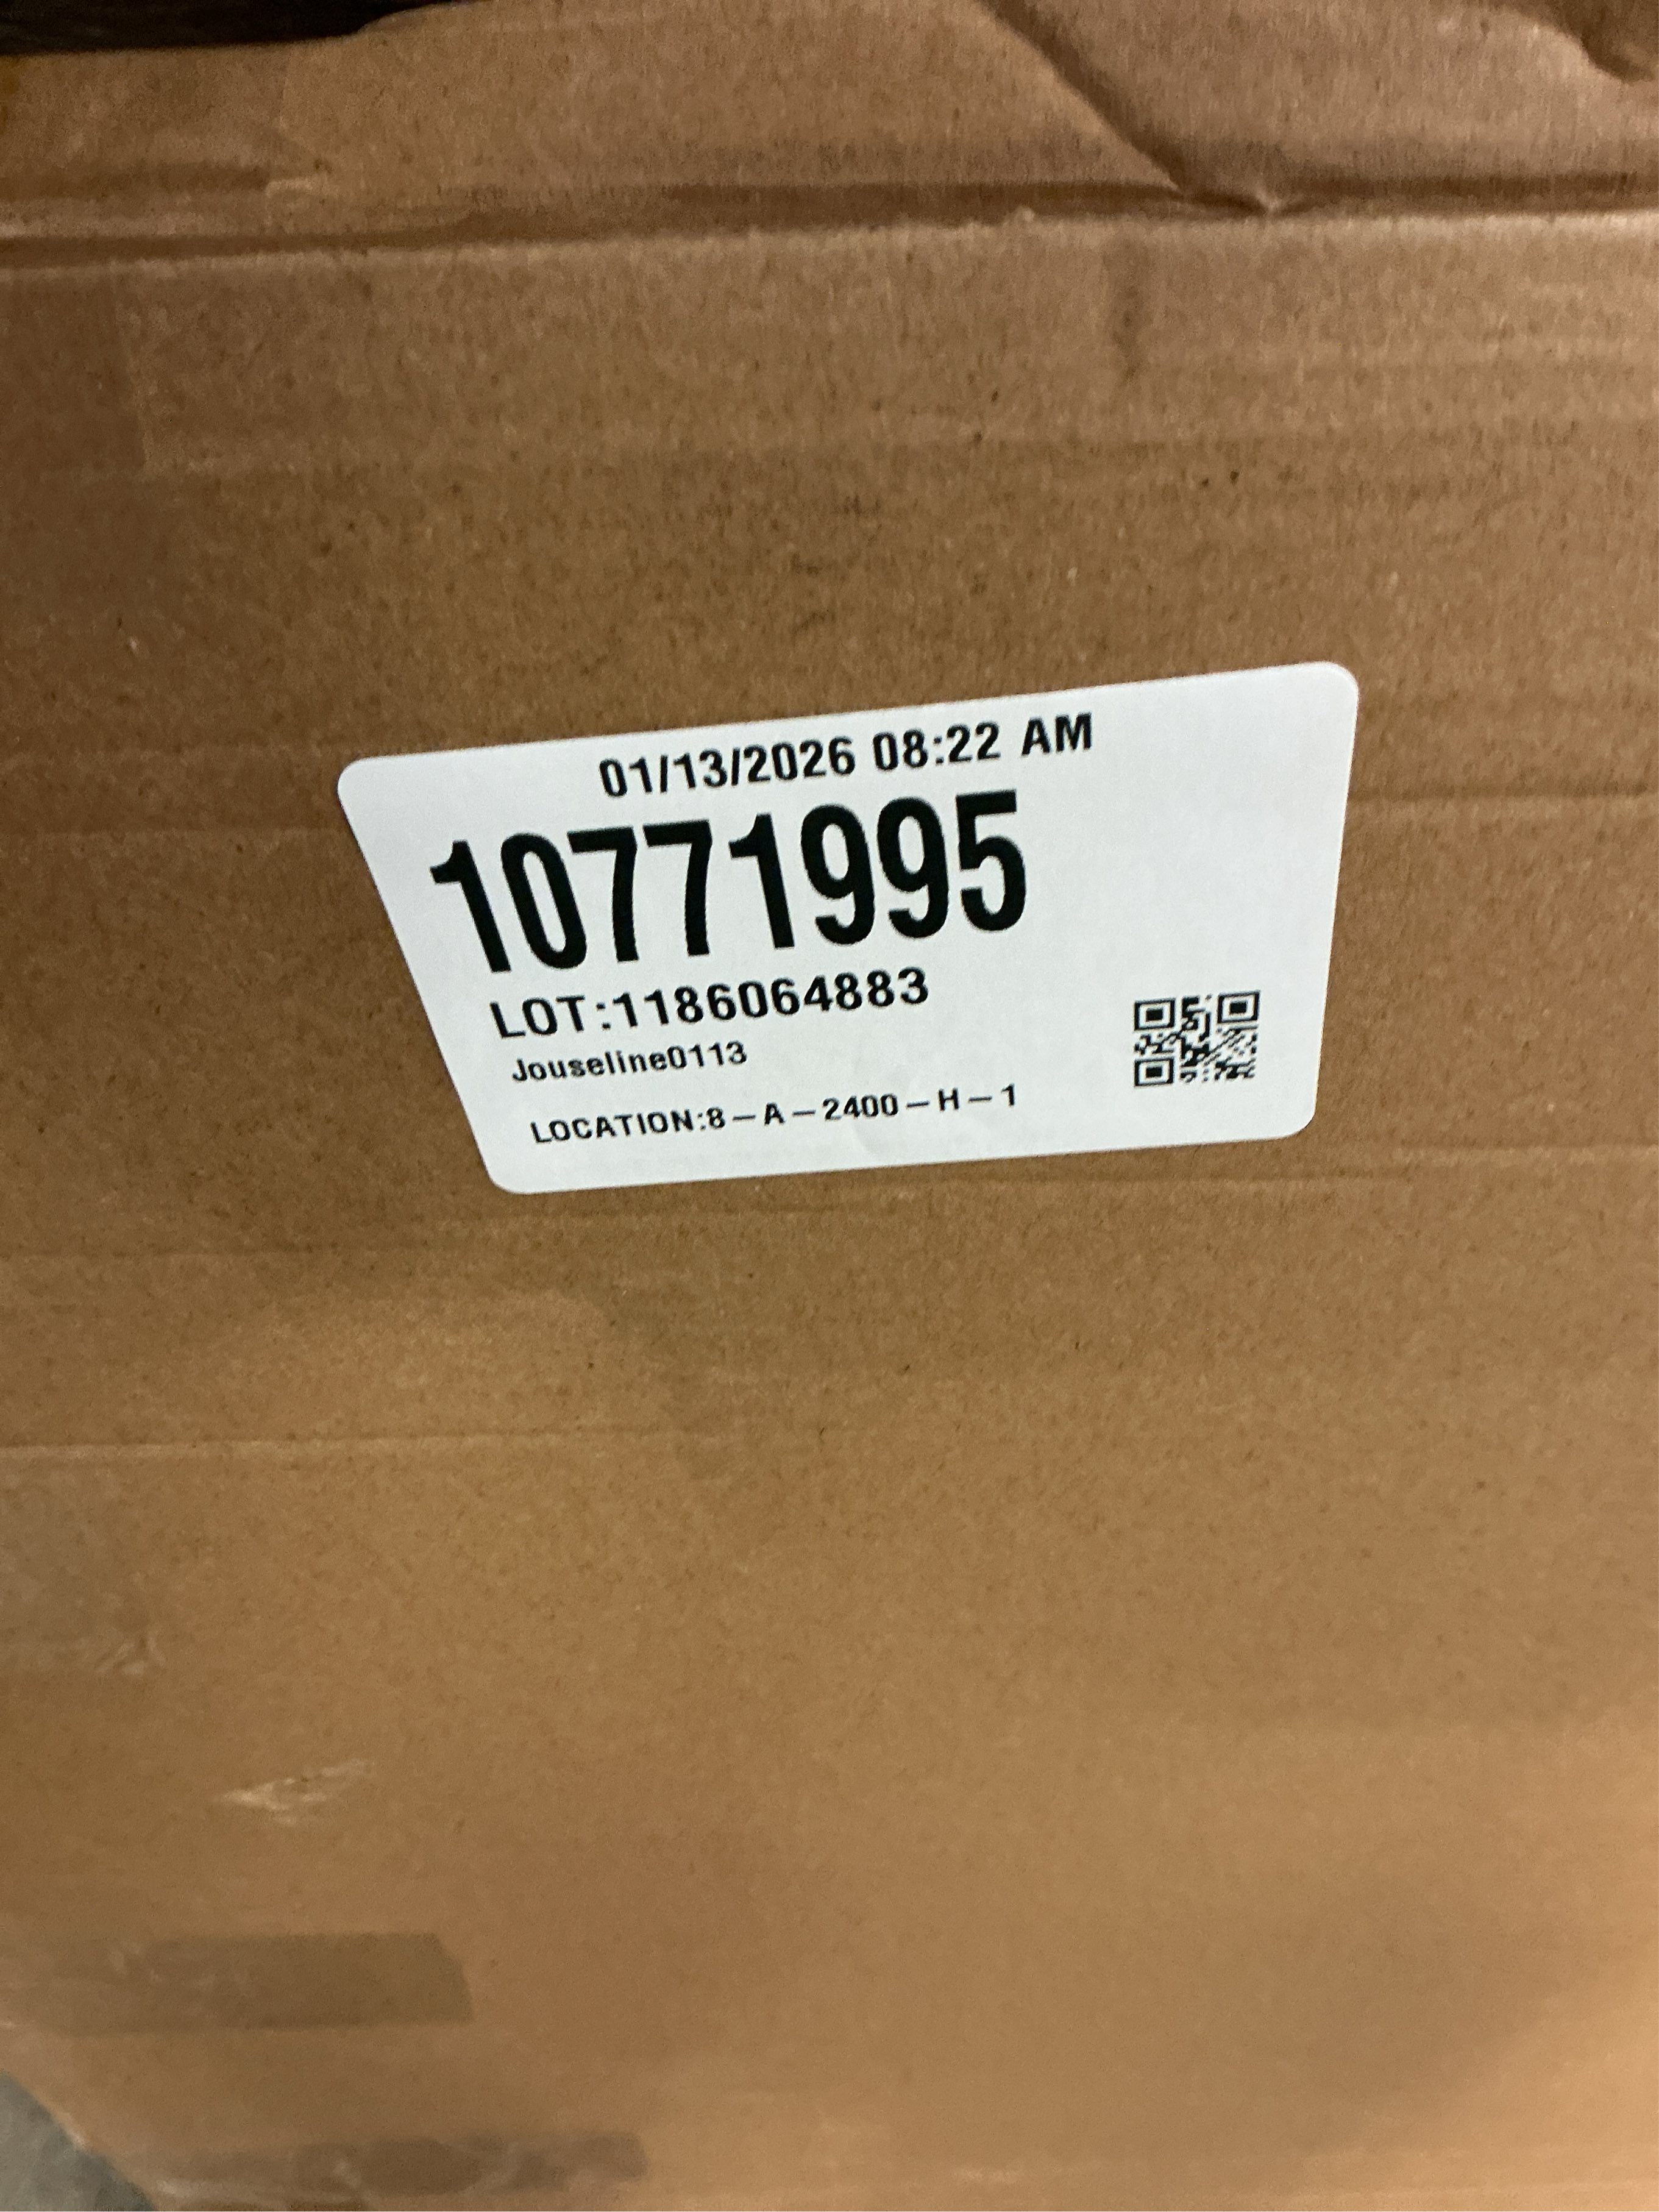 01/13/2026 08:22 AM
10771995
LOT:1186064883
Jouseline0113
LOCATION:8-A-2400-H-1